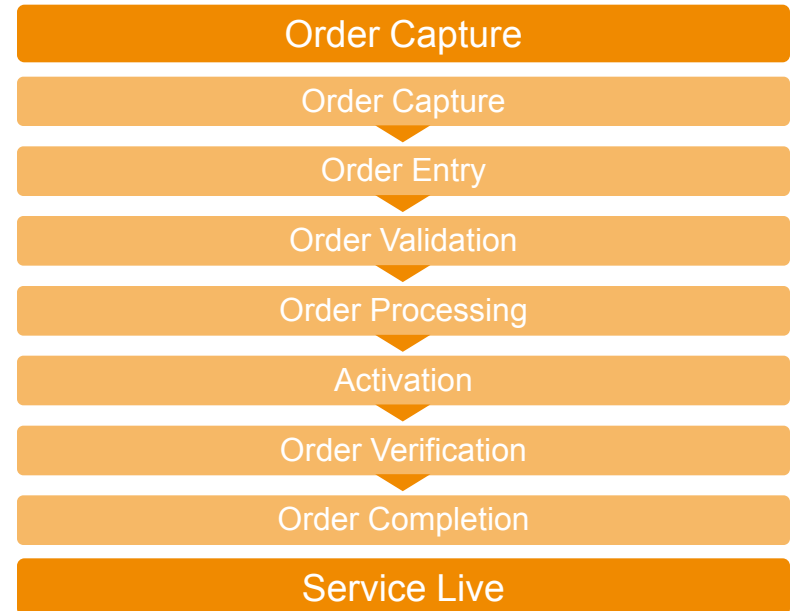 Order Capture
Order Capture
Order Entry
Order Validation
Order Processing
Activation
Order Verification
Order Completion
Service Live